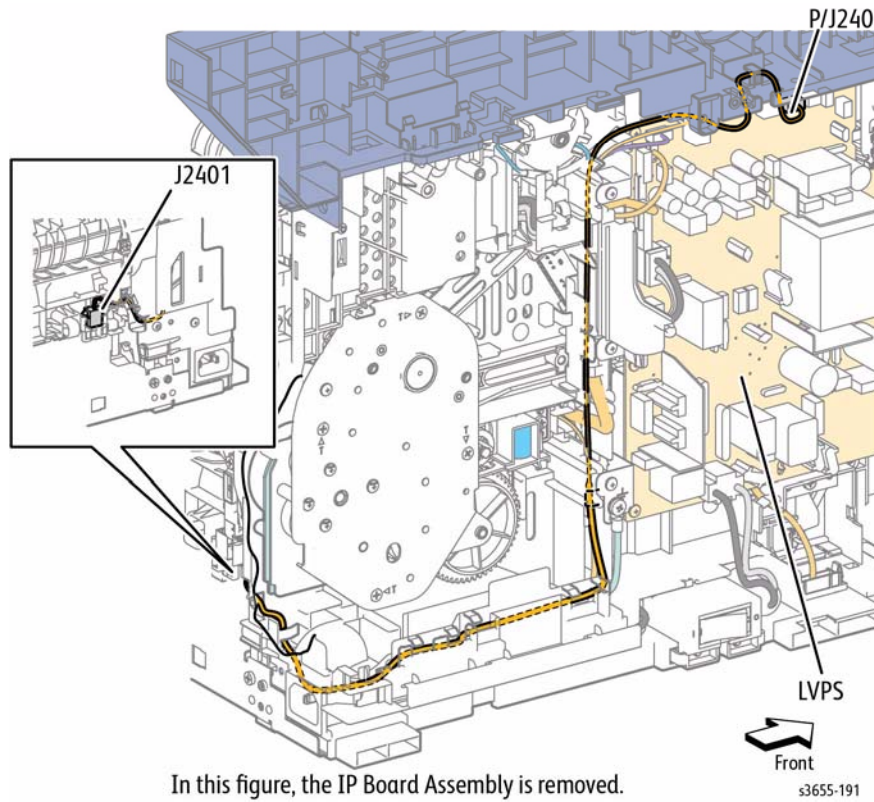 P/J240
J2401
T
T
T
T
LVPS
Front
In this figure, the IP Board Assembly is removed.
s3655-191